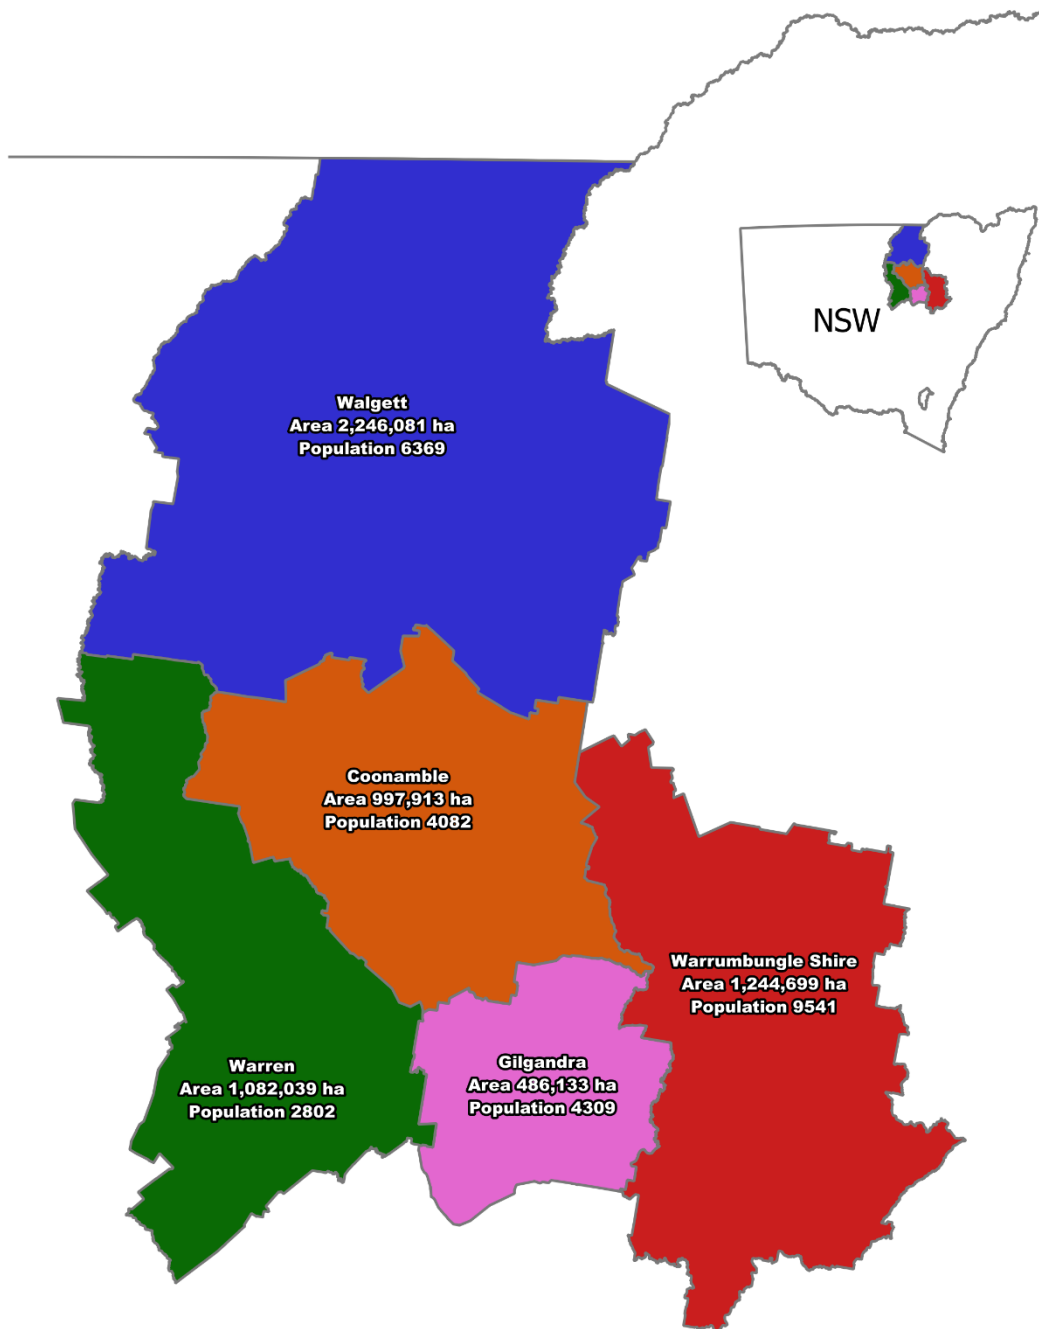 NSW
Walgett
Area 2,246,081 ha
Population 6369
Coonamble
Area 997,913 ha
Population 4082
Warrumbungle Shire
Area 1,244,699 ha
Population 9541
Warren
Area 1,082,039 ha
Population 2802
Gilgandra
Area 486,133 ha
Population 4309